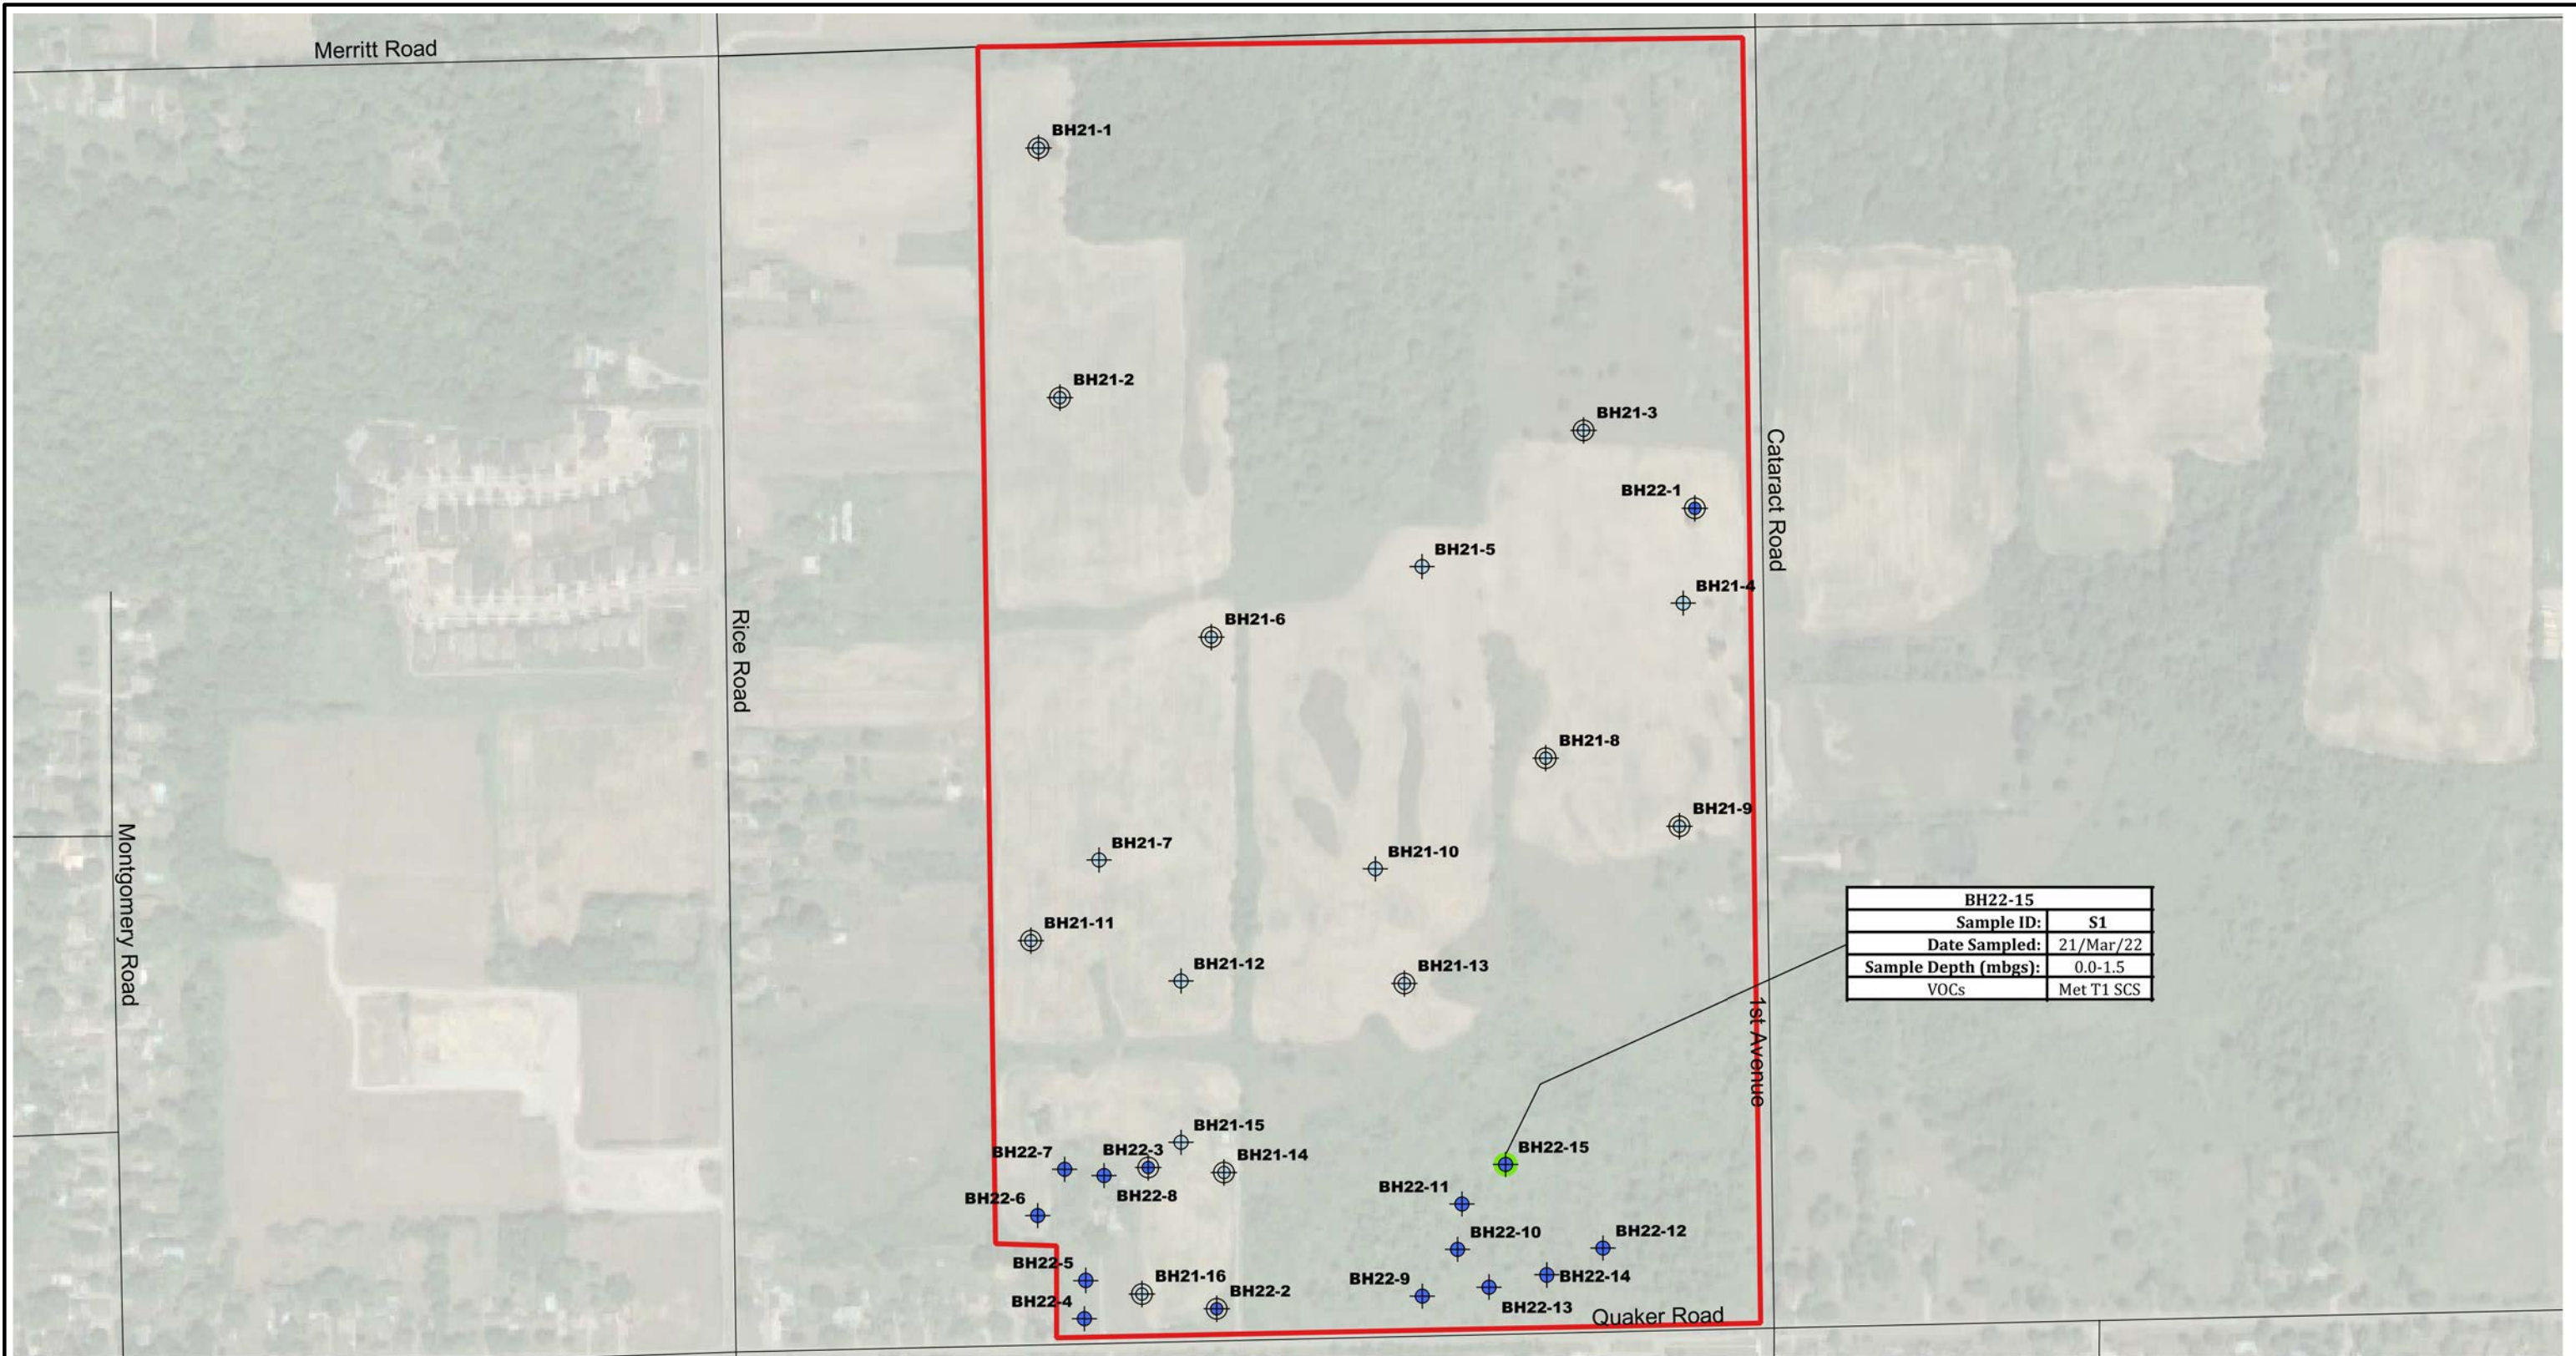 Merritt Road
BH21-1
BH21-2
BH21-3
Cataract Road
BH22-1
BH21-5
BH21-4
Rice Road
BH21-6
BH21-8
BH21-9
Montgomery Road
BH21-7
BH21-10
BH22-15
Sample ID: S1
Date Sampled: 21/Mar/22
Sample Depth (mbgs): 0.0-1.5
VOCs Met T1 SCS
BH21-11
BH21-12
BH21-13
1st Avenue
BH21-15
BH22-7
BH22-3
BH21-14
BH22-15
BH22-8
BH22-6
BH22-11
BH22-10
BH22-12
BH22-5
BH21-16
BH22-9
BH22-14
BH22-4
BH22-2
BH22-13
Quaker Road